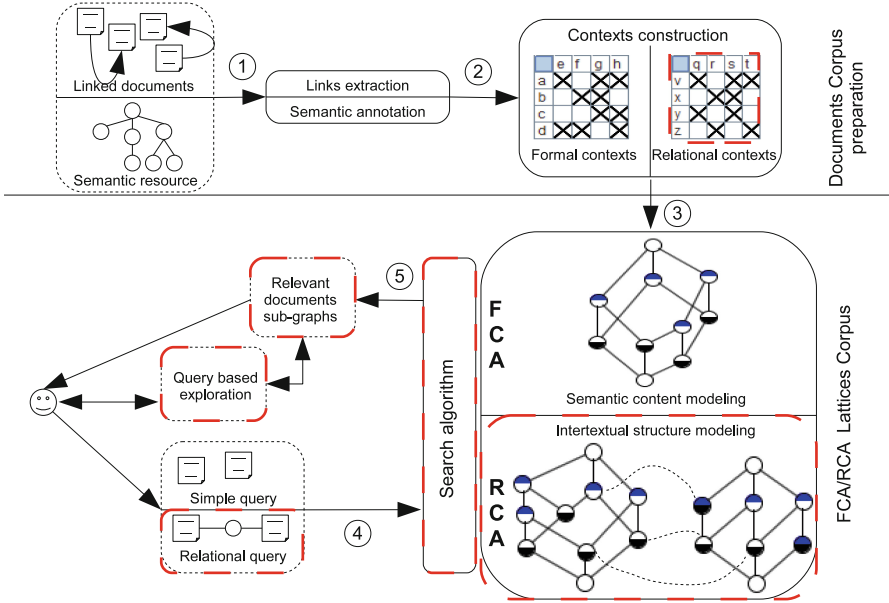 Linked documents
Semantic resource
1
Links extraction
Semantic annotation
2
Contexts construction
e f g h
a
b
c
d
Formal contexts
q r s t
v
x
y
z
Relational contexts
Documents Corpus
preparation
3
FCA
Semantic content modeling
Intertextual structure modeling
RCA
FCA/RCA Lattices Corpus
Search algorithm
5
Relevant
documents
sub-graphs
Query based
exploration
Simple query
Relational query
4